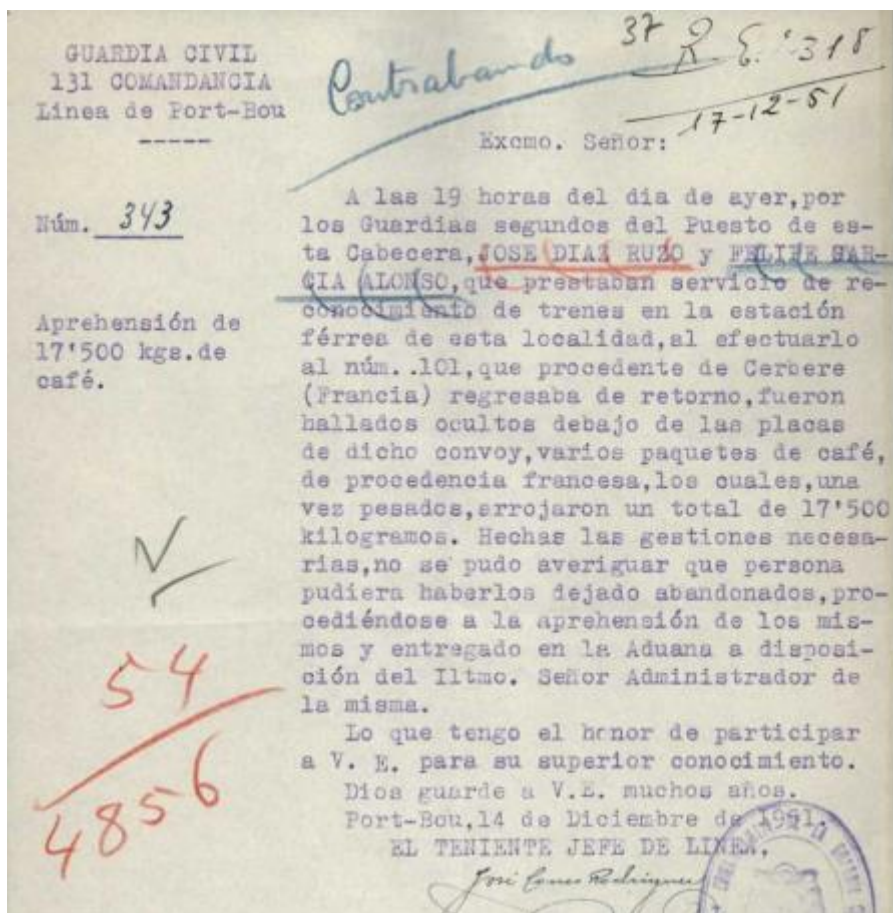 GUARDIA CIVIL
131 COMANDANCIA
Linea de Port-Bou
Contrabando
37
318
17-12-51
Excmo. Señor:
Núm. 343
Aprehensión de
17'500 kgs.de
café.
A las 19 horas del dia de ayer,por
los Guardias segundos del Puesto de es-
ta Cabecera,JOSE DIAZ RUZO y FELIPE GAR-
CIA ALONSO,que prestaban servicio de re-
conocimiento de trenes en la estación
férrea de esta localidad,al efectuarlo
al núm..101,que procedente de Cerbere
(Francia) regresaba de retorno,fueron
hallados ocultos debajo de las placas
de dicho convoy,varios paquetes de café,
de procedencia francesa,los cuales,una
vez pesados,arrojaron un total de 17'500
kilogramos. Hechas las gestiones necesa-
rias,no se pudo averiguar que persona
pudiera haberlos dejado abandonados,pro-
cediéndose a la aprehensión de los mis-
mos y entregado en la Aduana a disposi-
ción del Iltmo. Señor Administrador de
la misma.
Lo que tengo el honor de participar
a V. E. para su superior conocimiento.
Dios guarde a V.E. muchos años.
Port-Bou,14 de Diciembre de 1951.
EL TENIENTE JEFE DE LINEA,
José Rodriguez
54
4856